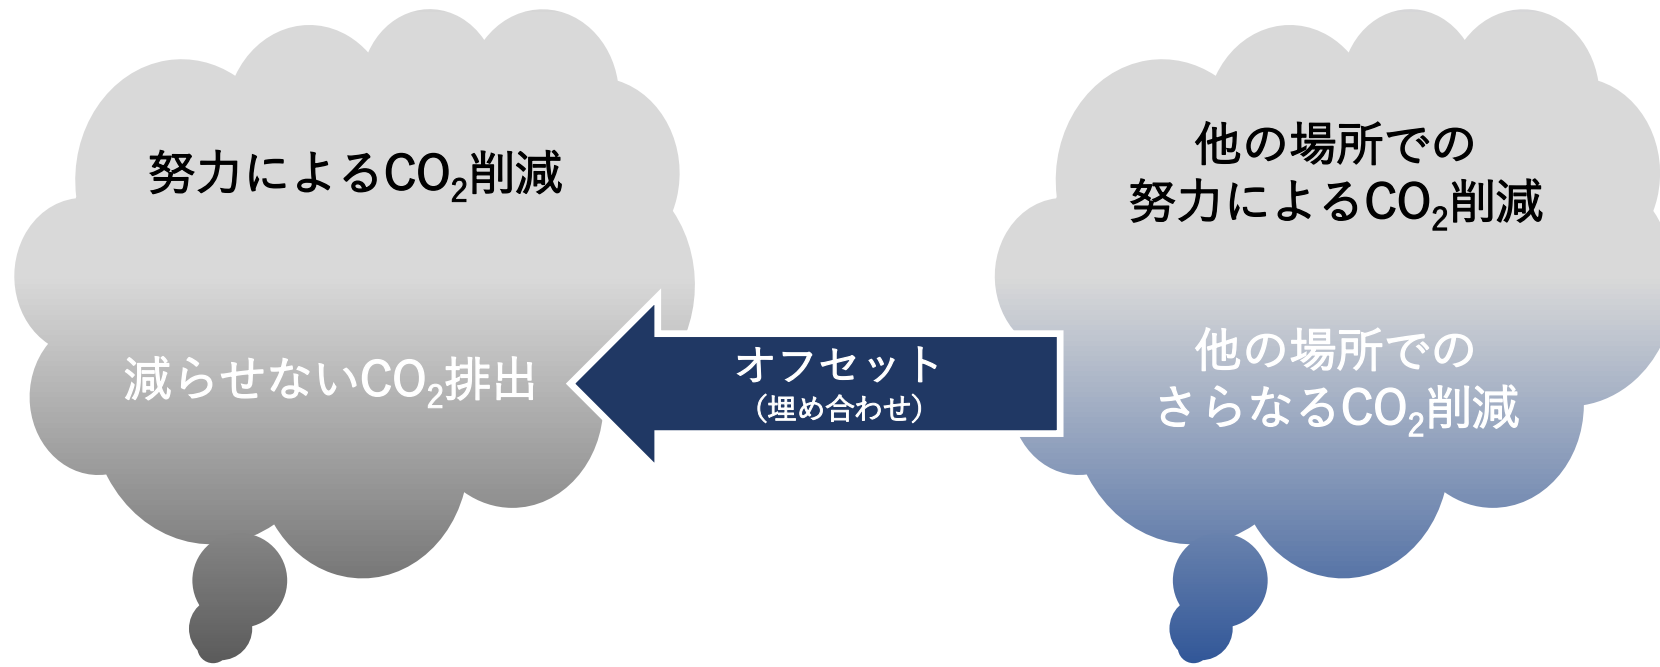 努力によるCO₂削減
減らせないCO₂排出
オフセット
（埋め合わせ）
他の場所での
努力によるCO₂削減
他の場所での
さらなるCO₂削減